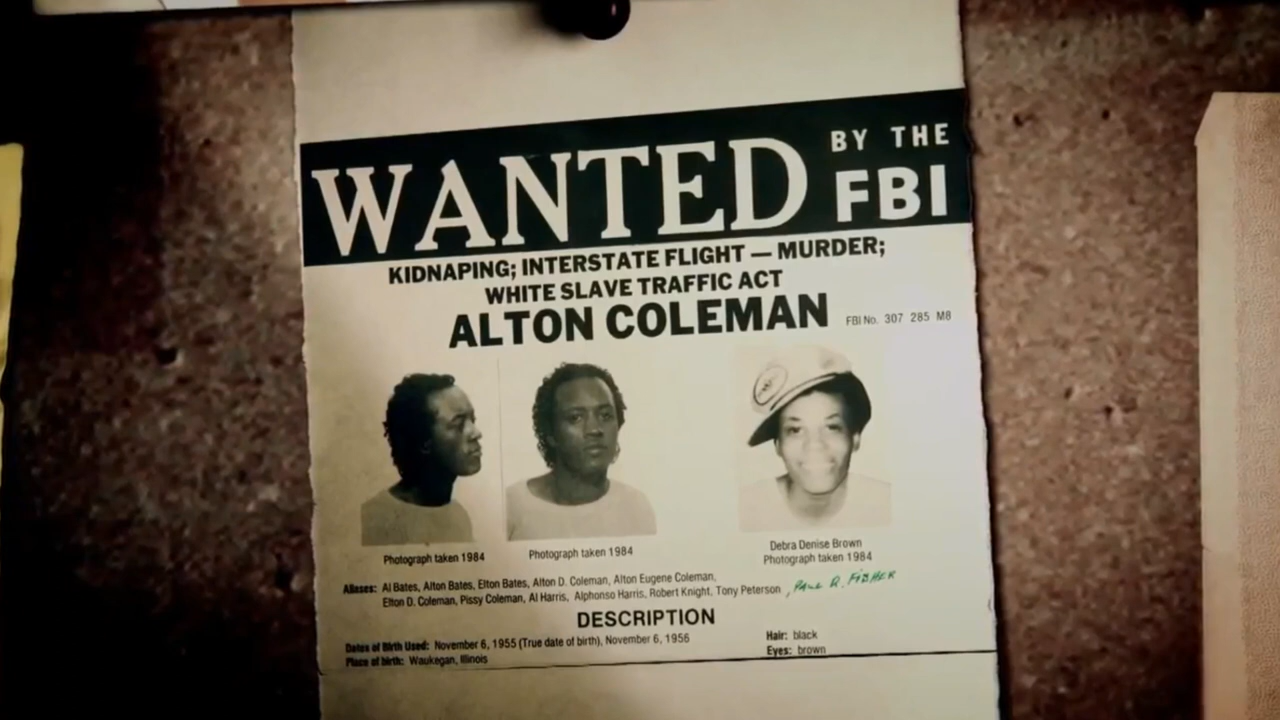 WANTED BY THE FBI
KIDNAPING; INTERSTATE FLIGHT — MURDER;
WHITE SLAVE TRAFFIC ACT
ALTON COLEMAN FBI No. 307 285 M8
Photograph taken 1984
Photograph taken 1984
Debra Denise Brown
Photograph taken 1984
Aliases: Al Bates, Alton Bates, Elton Bates, Alton D. Coleman, Alton Eugene Coleman,
Elton D. Coleman, Pissy Coleman, Al Harris, Alphonso Harris, Robert Knight, Tony Peterson , PAUL R. FISHER
DESCRIPTION
Dates of Birth Used: November 6, 1955 (True date of birth), November 6, 1956
Place of birth: Waukegan, Illinois
Hair: black
Eyes: brown